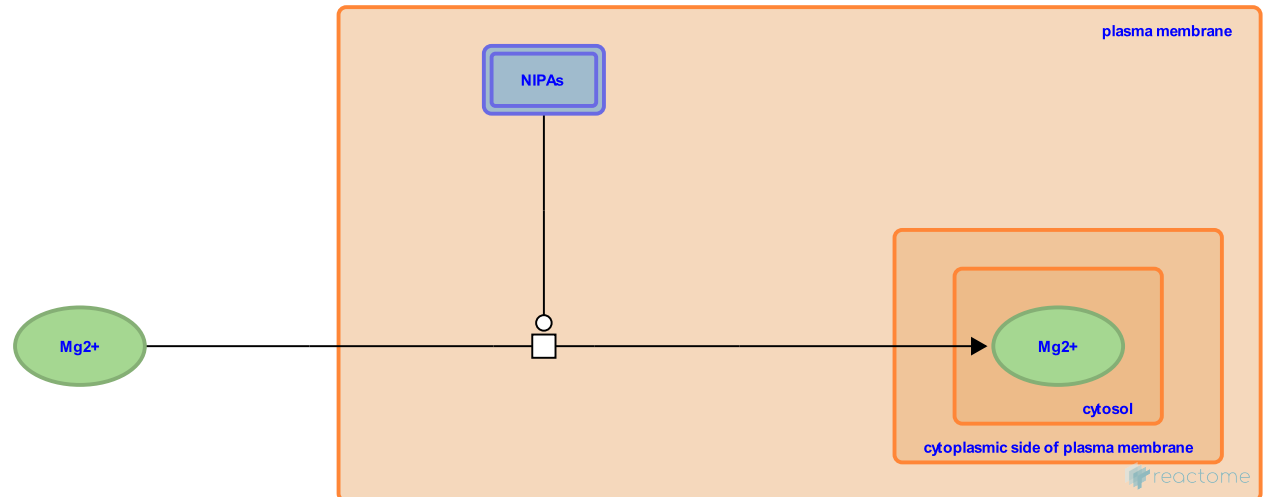 plasma membrane
NIPAs
Mg2+
Mg2+
cytosol
cytoplasmic side of plasma membrane
reactome